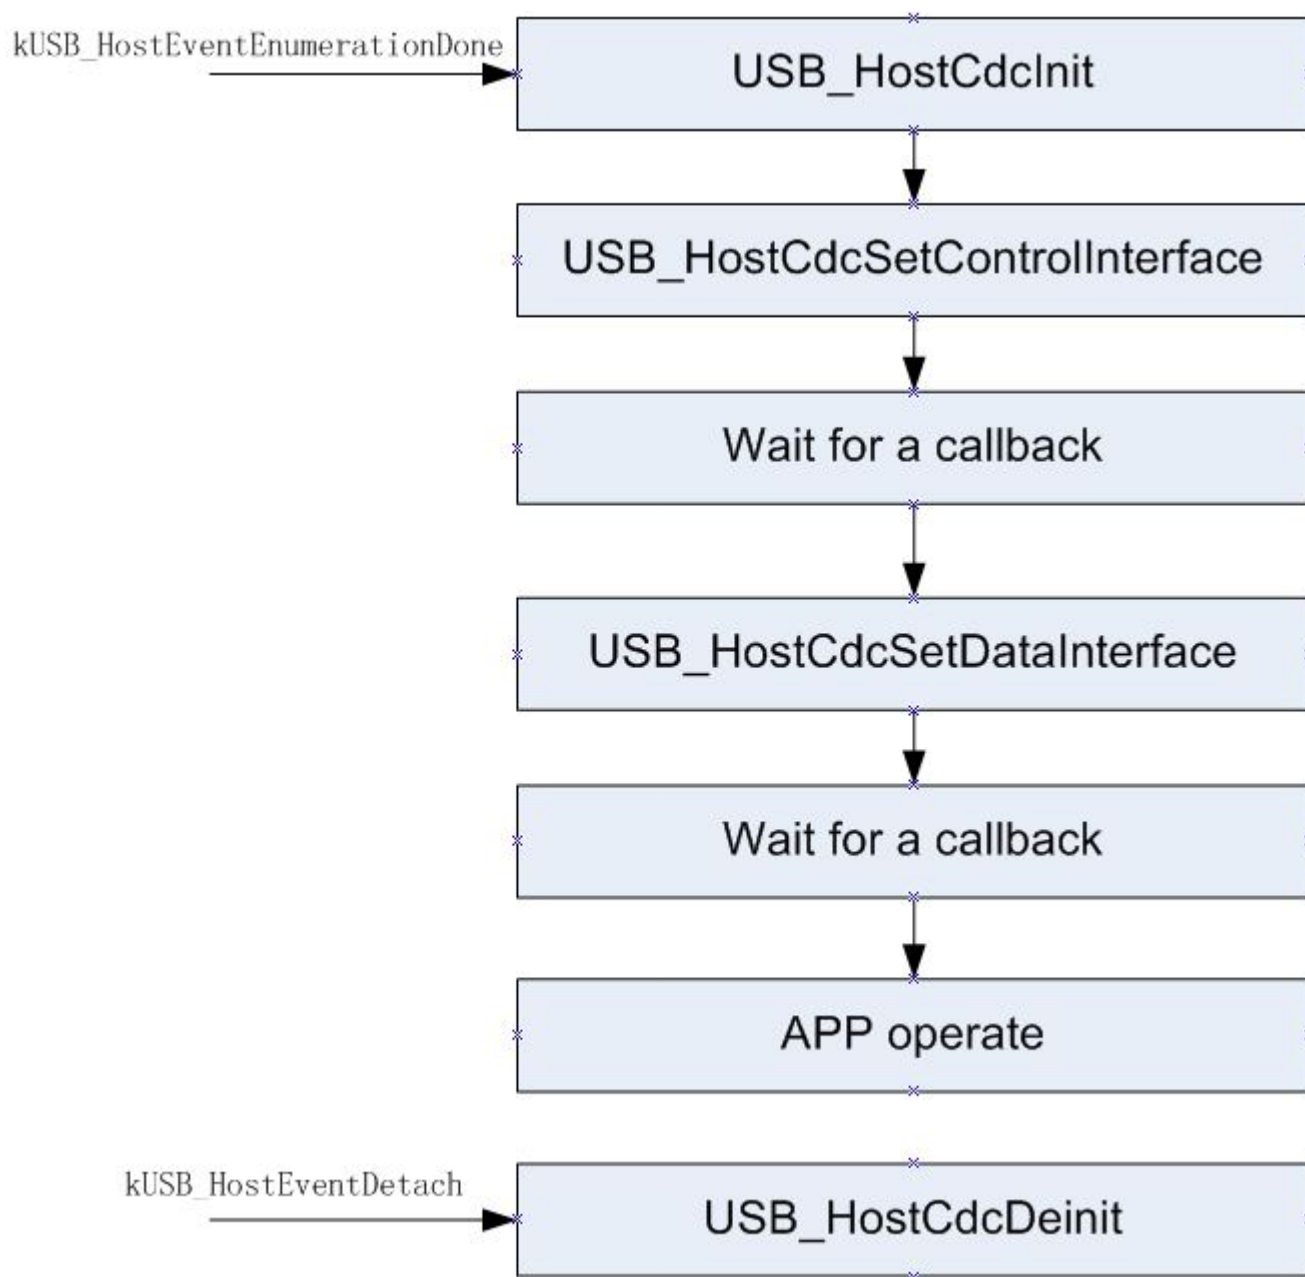 kUSB_HostEventEnumerationDone
USB_HostCdcInit
USB_HostCdcSetControlInterface
Wait for a callback
USB_HostCdcSetDataInterface
Wait for a callback
APP operate
kUSB_HostEventDetach
USB_HostCdcDeinit